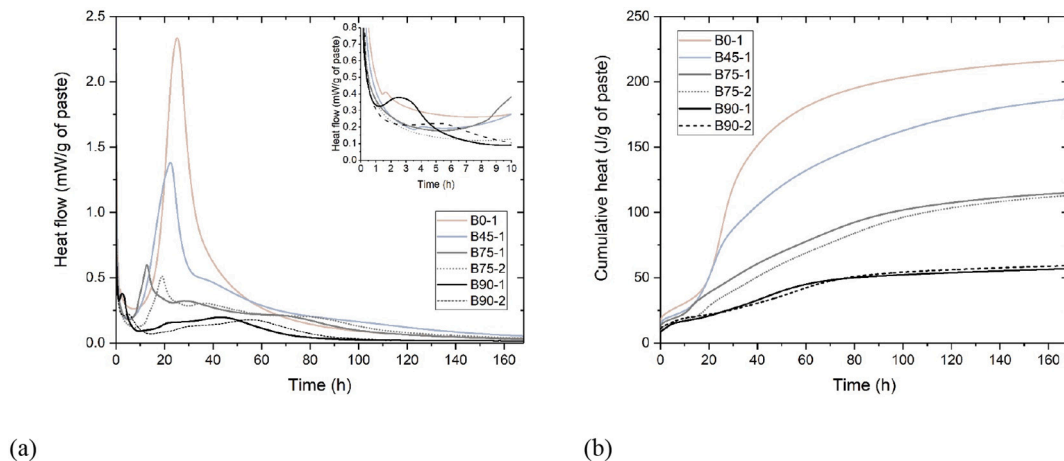 2.5
2.0
1.5
1.0
0.5
0.0
Heat flow (mW/g of paste)
0 20 40 60 80 100 120 140 160
Time (h)
0.8
0.7
0.6
0.5
0.4
0.3
0.2
0.1
0.0
Heat flow (mW/g of paste)
0 1 2 3 4 5 6 7 8 9 10
Time (h)
B0-1
B45-1
B75-1
B75-2
B90-1
B90-2
250
200
150
100
50
0
Cumulative heat (J/g of paste)
0 20 40 60 80 100 120 140 160
Time (h)
B0-1
B45-1
B75-1
B75-2
B90-1
B90-2
(a)
(b)